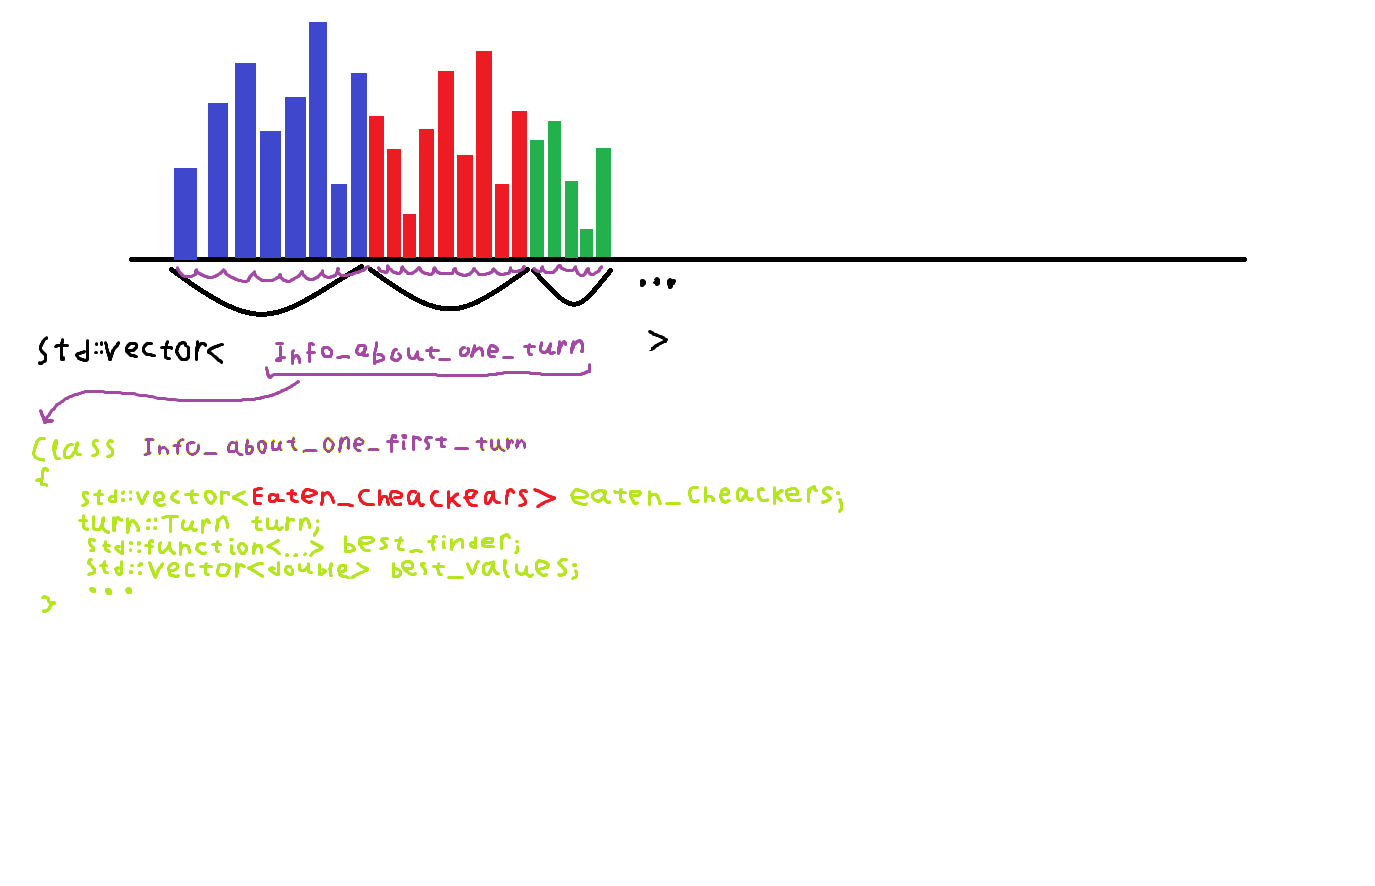 ...
std::vector< Info_about_one_turn >
Class Info_about_one_first_turn
{
std::vector<Eaten_Cheackears> eaten_Cheackers;
turn::Turn turn;
std::function<...> best_finder;
std::vector<double> best_values;
...
}